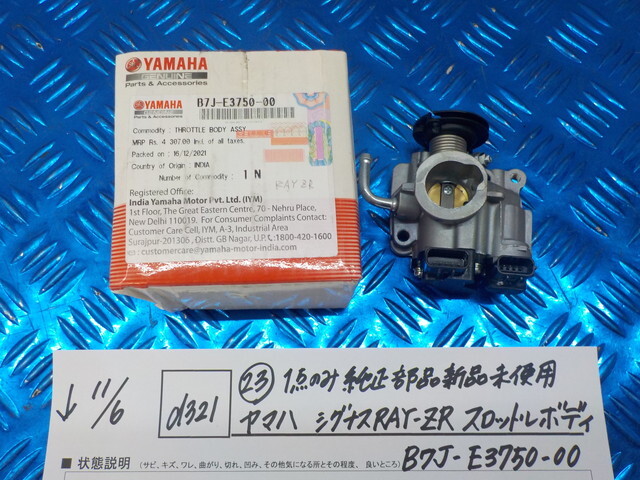 YAMAHA
GENUINE
Parts & Accessories
YAMAHA
GENUINE
Parts & Accessories
B7J-E3750-00
Commodity : THROTTLE BODY ASSY
MRP Rs. 4 307.00 Incl. of all taxes.
Packed on : 16/12/2021
Country of Origin : INDIA
Number of Commodity : 1 N
RAY ZR
Registered Office:
India Yamaha Motor Pvt. Ltd. (IYM)
1st Floor, The Great Eastern Centre, 70 - Nehru Place,
New Delhi 110019. For Consumer Complaints Contact:
Customer Care Cell, IYM, A-3, Industrial Area
Surajpur-201306 , Distt. GB Nagar, U.P. :1800-420-1600
: customercare@yamaha-motor-india.com
↓ 11/6 d321 ㉓ 1点のみ 純正部品 新品 未使用
ヤマハ シグナスRAY-ZR スロットルボディ
B7J-E3750-00
■ 状態説明 (サビ、キズ、ワレ、曲がり、切れ、凹み、その他気になる所とその程度、良いところ)